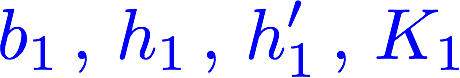 b₁ , h₁ , h′₁ , K₁